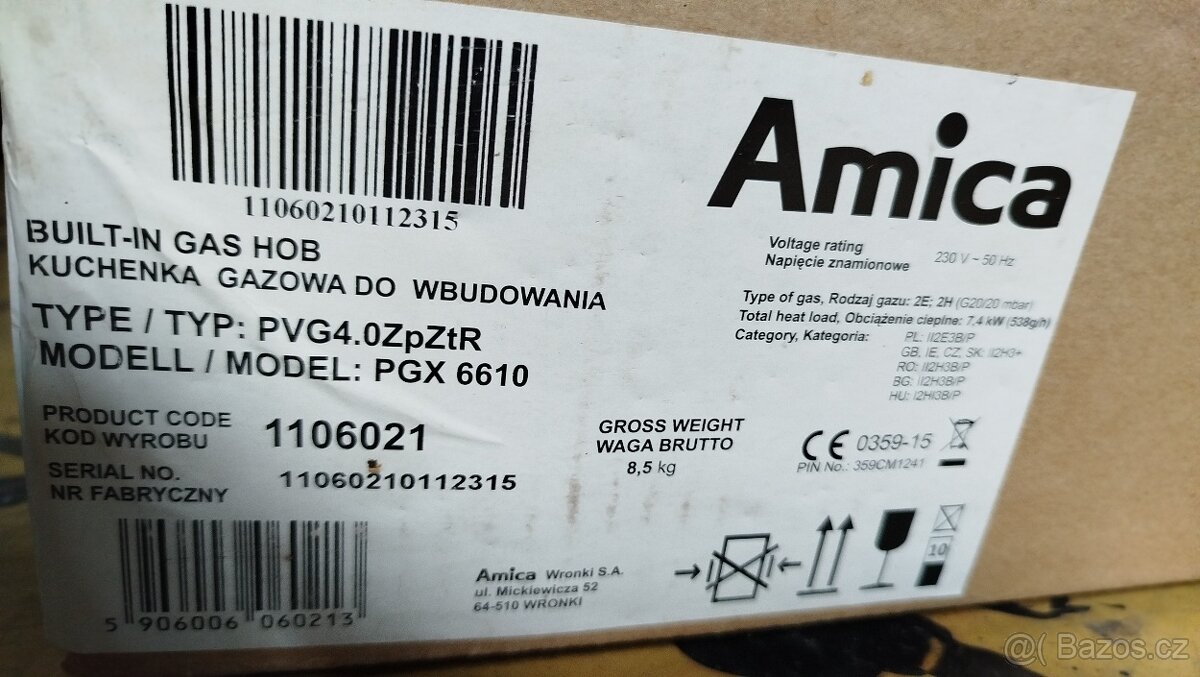 11060210112315
Amica
BUILT-IN GAS HOB
KUCHENKA GAZOWA DO WBUDOWANIA
TYPE / TYP: PVG4.0ZpZtR
MODELL / MODEL: PGX 6610
Voltage rating
Napięcie znamionowe
230 V ~ 50 Hz
Type of gas, Rodzaj gazu: 2E; 2H (G20/20 mbar)
Total heat load, Obciążenie cieplne: 7,4 kW (538g/h)
Category, Kategoria:
PL: II2E3B/P
GB, IE, CZ, SK: II2H3+
RO: II2H3B/P
BG: II2H3B/P
HU: I2HI3B/P
PRODUCT CODE
KOD WYROBU
1106021
SERIAL NO.
NR FABRYCZNY
11060210112315
GROSS WEIGHT
WAGA BRUTTO
8,5 kg
CE 0359-15
PIN No.: 359CM1241
10
5 906006 060213
Amica Wronki S.A.
ul. Mickiewicza 52
64-510 WRONKI
@( Bazos.cz